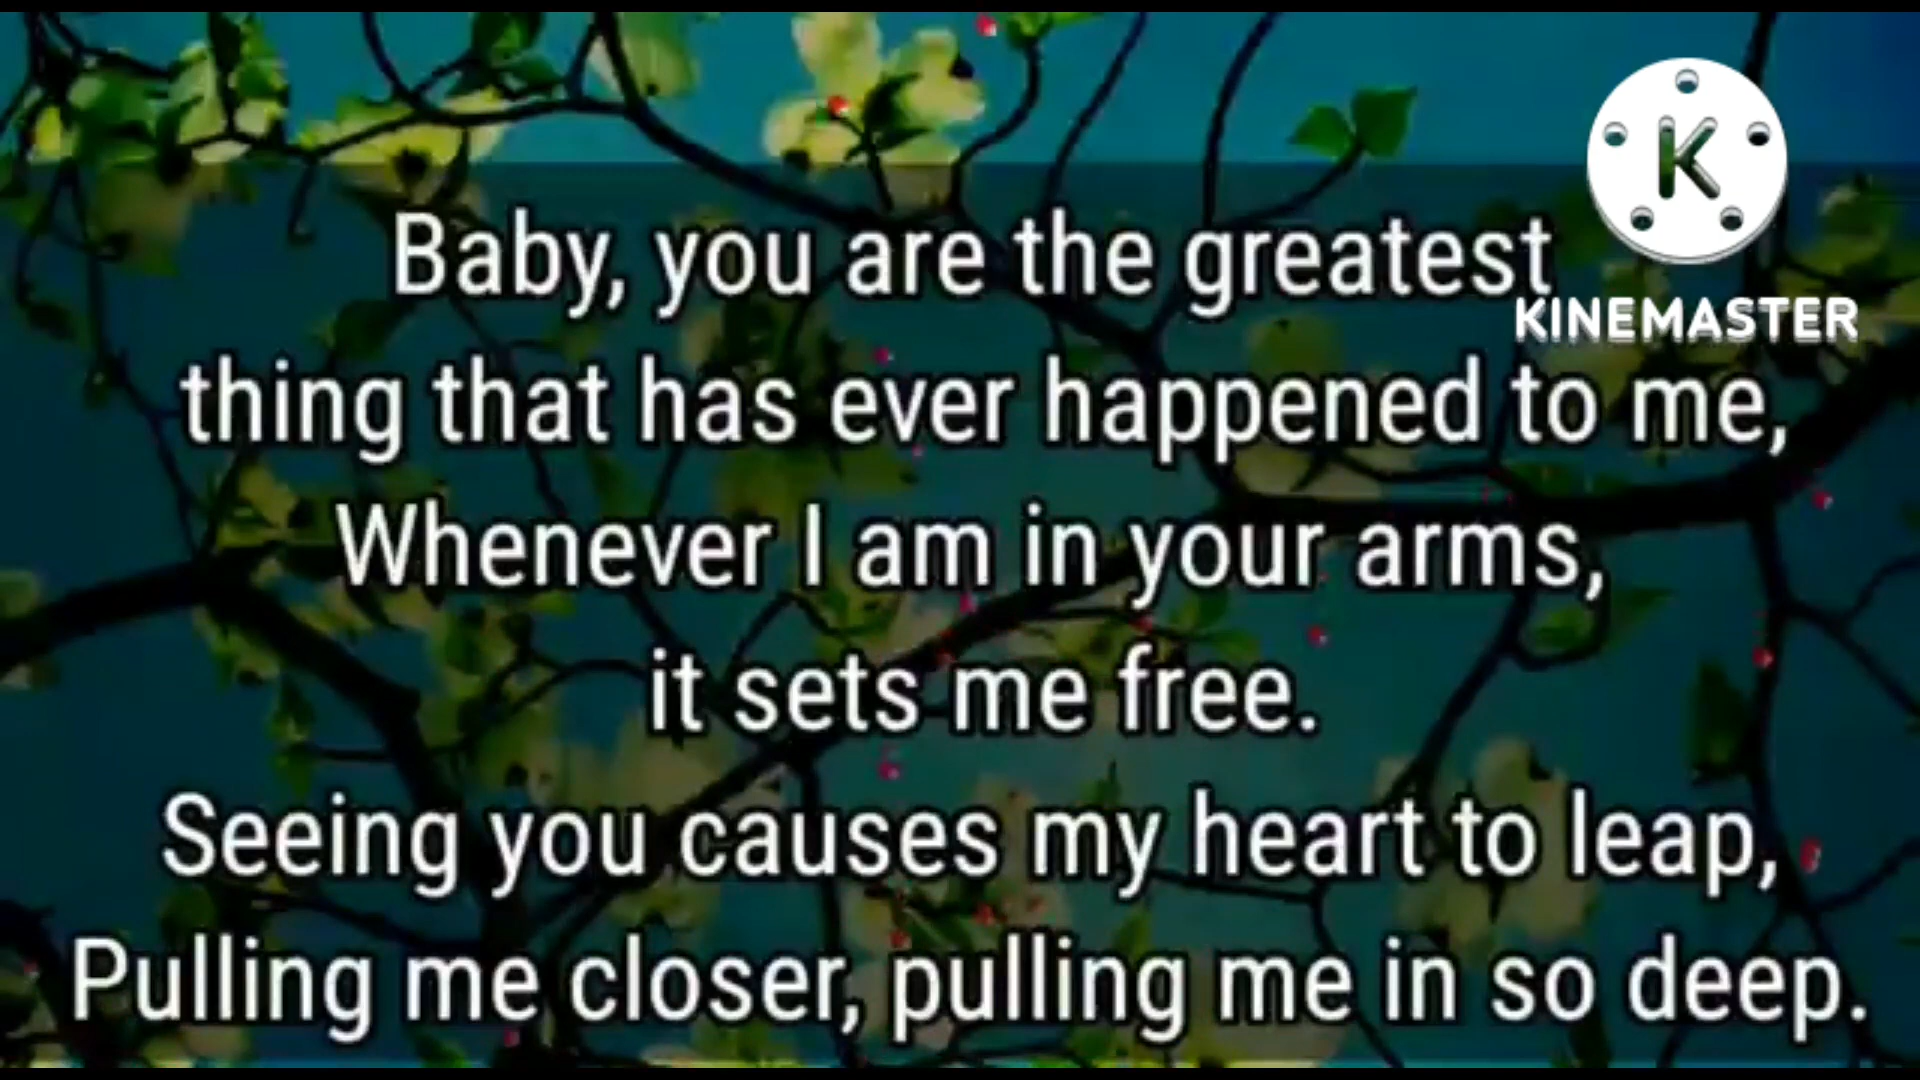 K
KINEMASTER
Baby, you are the greatest
thing that has ever happened to me,
Whenever I am in your arms,
it sets me free.
Seeing you causes my heart to leap,
Pulling me closer, pulling me in so deep.